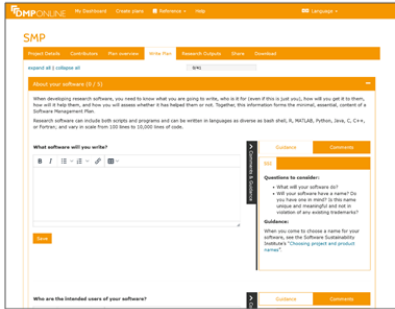 DMPONLINE My Dashboard Create plans Reference Help Language
SMP
Project Details Contributors Plan overview Write Plan Research Outputs Share Download
expand all | collapse all 0/41
About your software (0 / 5)
When developing research software, you need to know what you are going to write, who is it for (even if this is just you), how will you get it to them,
how will it help them, and how you will assess whether it has helped them or not. Together, this information forms the minimal, essential, content of a
Software Management Plan.
Research software can include both scripts and programs and can be written in languages as diverse as bash shell, R, MATLAB, Python, Java, C, C++,
or Fortran, and vary in scale from 100 lines to 10,000 lines of code.
What software will you write?
B I
Save
Comments & Guidance
Guidance Comments
SSI
Questions to consider:
• What will your software do?
• Will your software have a name? Do
you have one in mind? Is this name
unique and meaningful and not in
violation of any existing trademarks?
Guidance:
When you come to choose a name for your
software, see the Software Sustainability
Institute's "Choosing project and product
names".
Who are the intended users of your software?
Guidance Comments